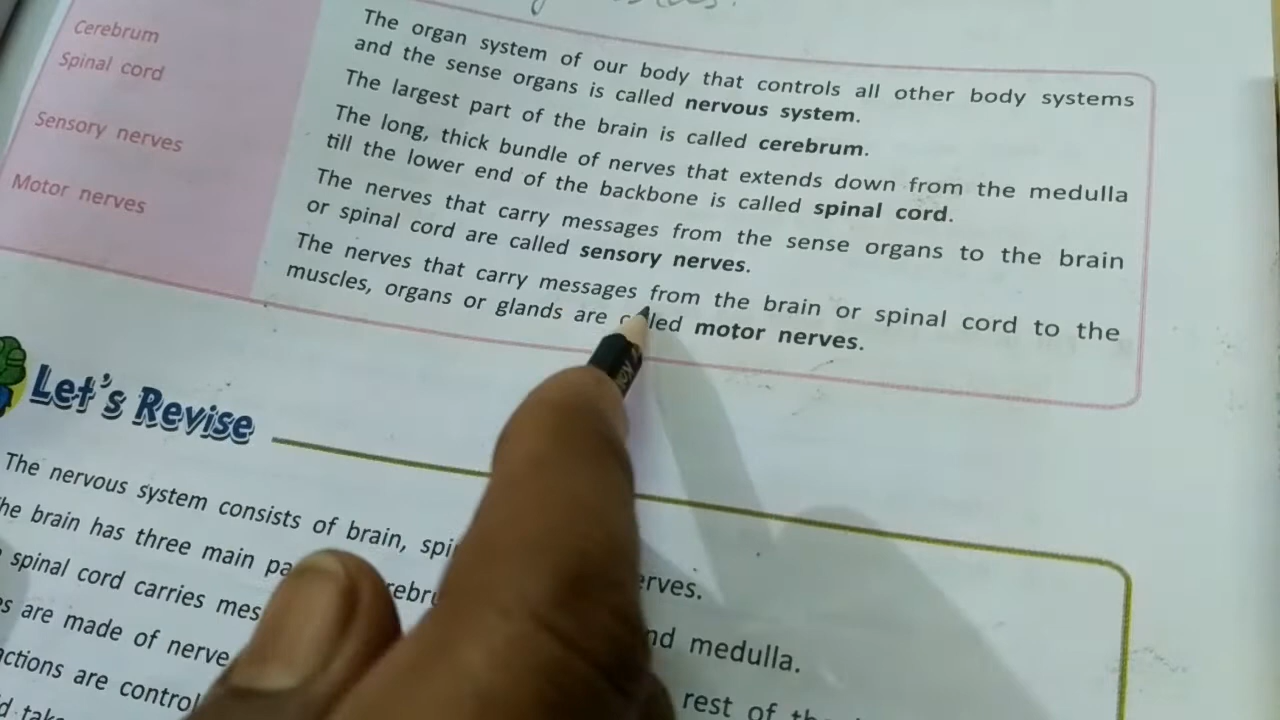 Cerebrum
Spinal cord
Sensory nerves
Motor nerves
The organ system of our body that controls all other body systems
and the sense organs is called nervous system.
The largest part of the brain is called cerebrum.
The long, thick bundle of nerves that extends down from the medulla
till the lower end of the backbone is called spinal cord.
The nerves that carry messages from the sense organs to the brain
or spinal cord are called sensory nerves.
The nerves that carry messages from the brain or spinal cord to the
muscles, organs or glands are called motor nerves.
Let's Revise
The nervous system consists of brain, spi erves.
he brain has three main pa erebru nd medulla.
spinal cord carries mes rest of th
es are made of nerve
actions are control
d tak